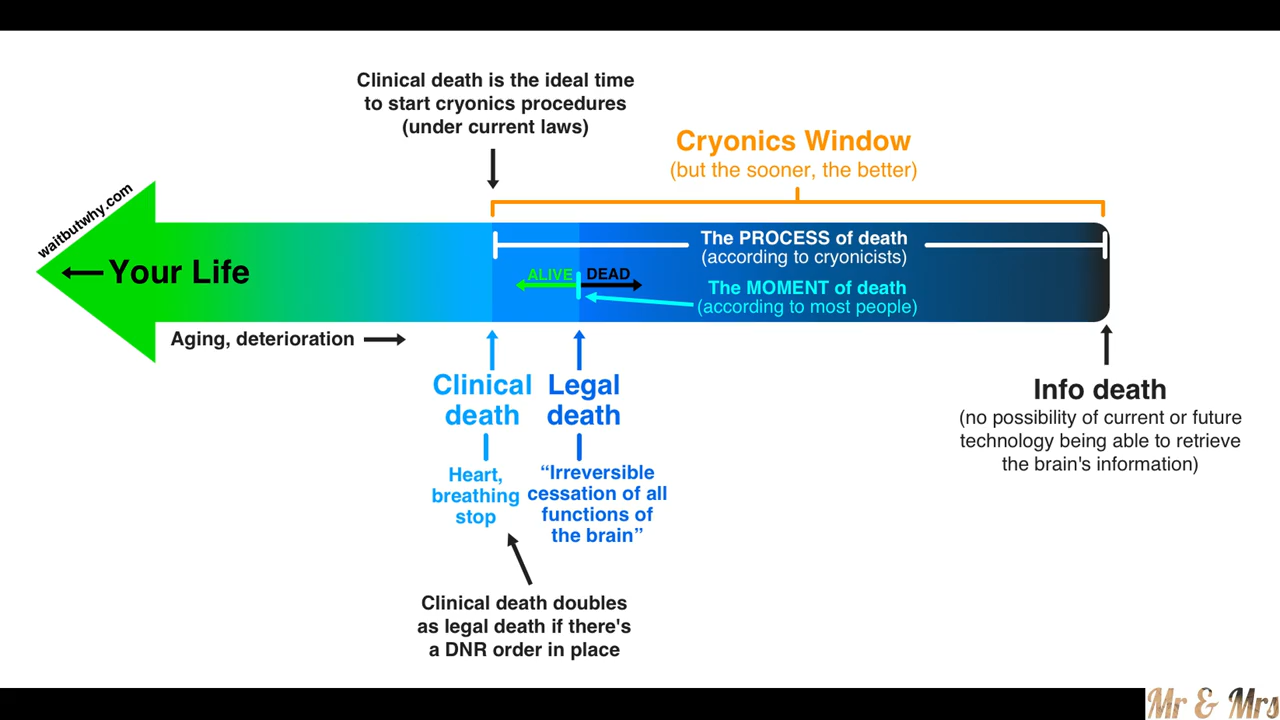 Clinical death is the ideal time
to start cryonics procedures
(under current laws)
Cryonics Window
(but the sooner, the better)
waitbutwhy.com
Your Life
The PROCESS of death
(according to cryonicists)
ALIVE DEAD
The MOMENT of death
(according to most people)
Aging, deterioration
Clinical
death
Legal
death
Heart,
breathing
stop
“Irreversible
cessation of all
functions of
the brain”
Info death
(no possibility of current or future
technology being able to retrieve
the brain's information)
Clinical death doubles
as legal death if there's
a DNR order in place
Mr & Mrs